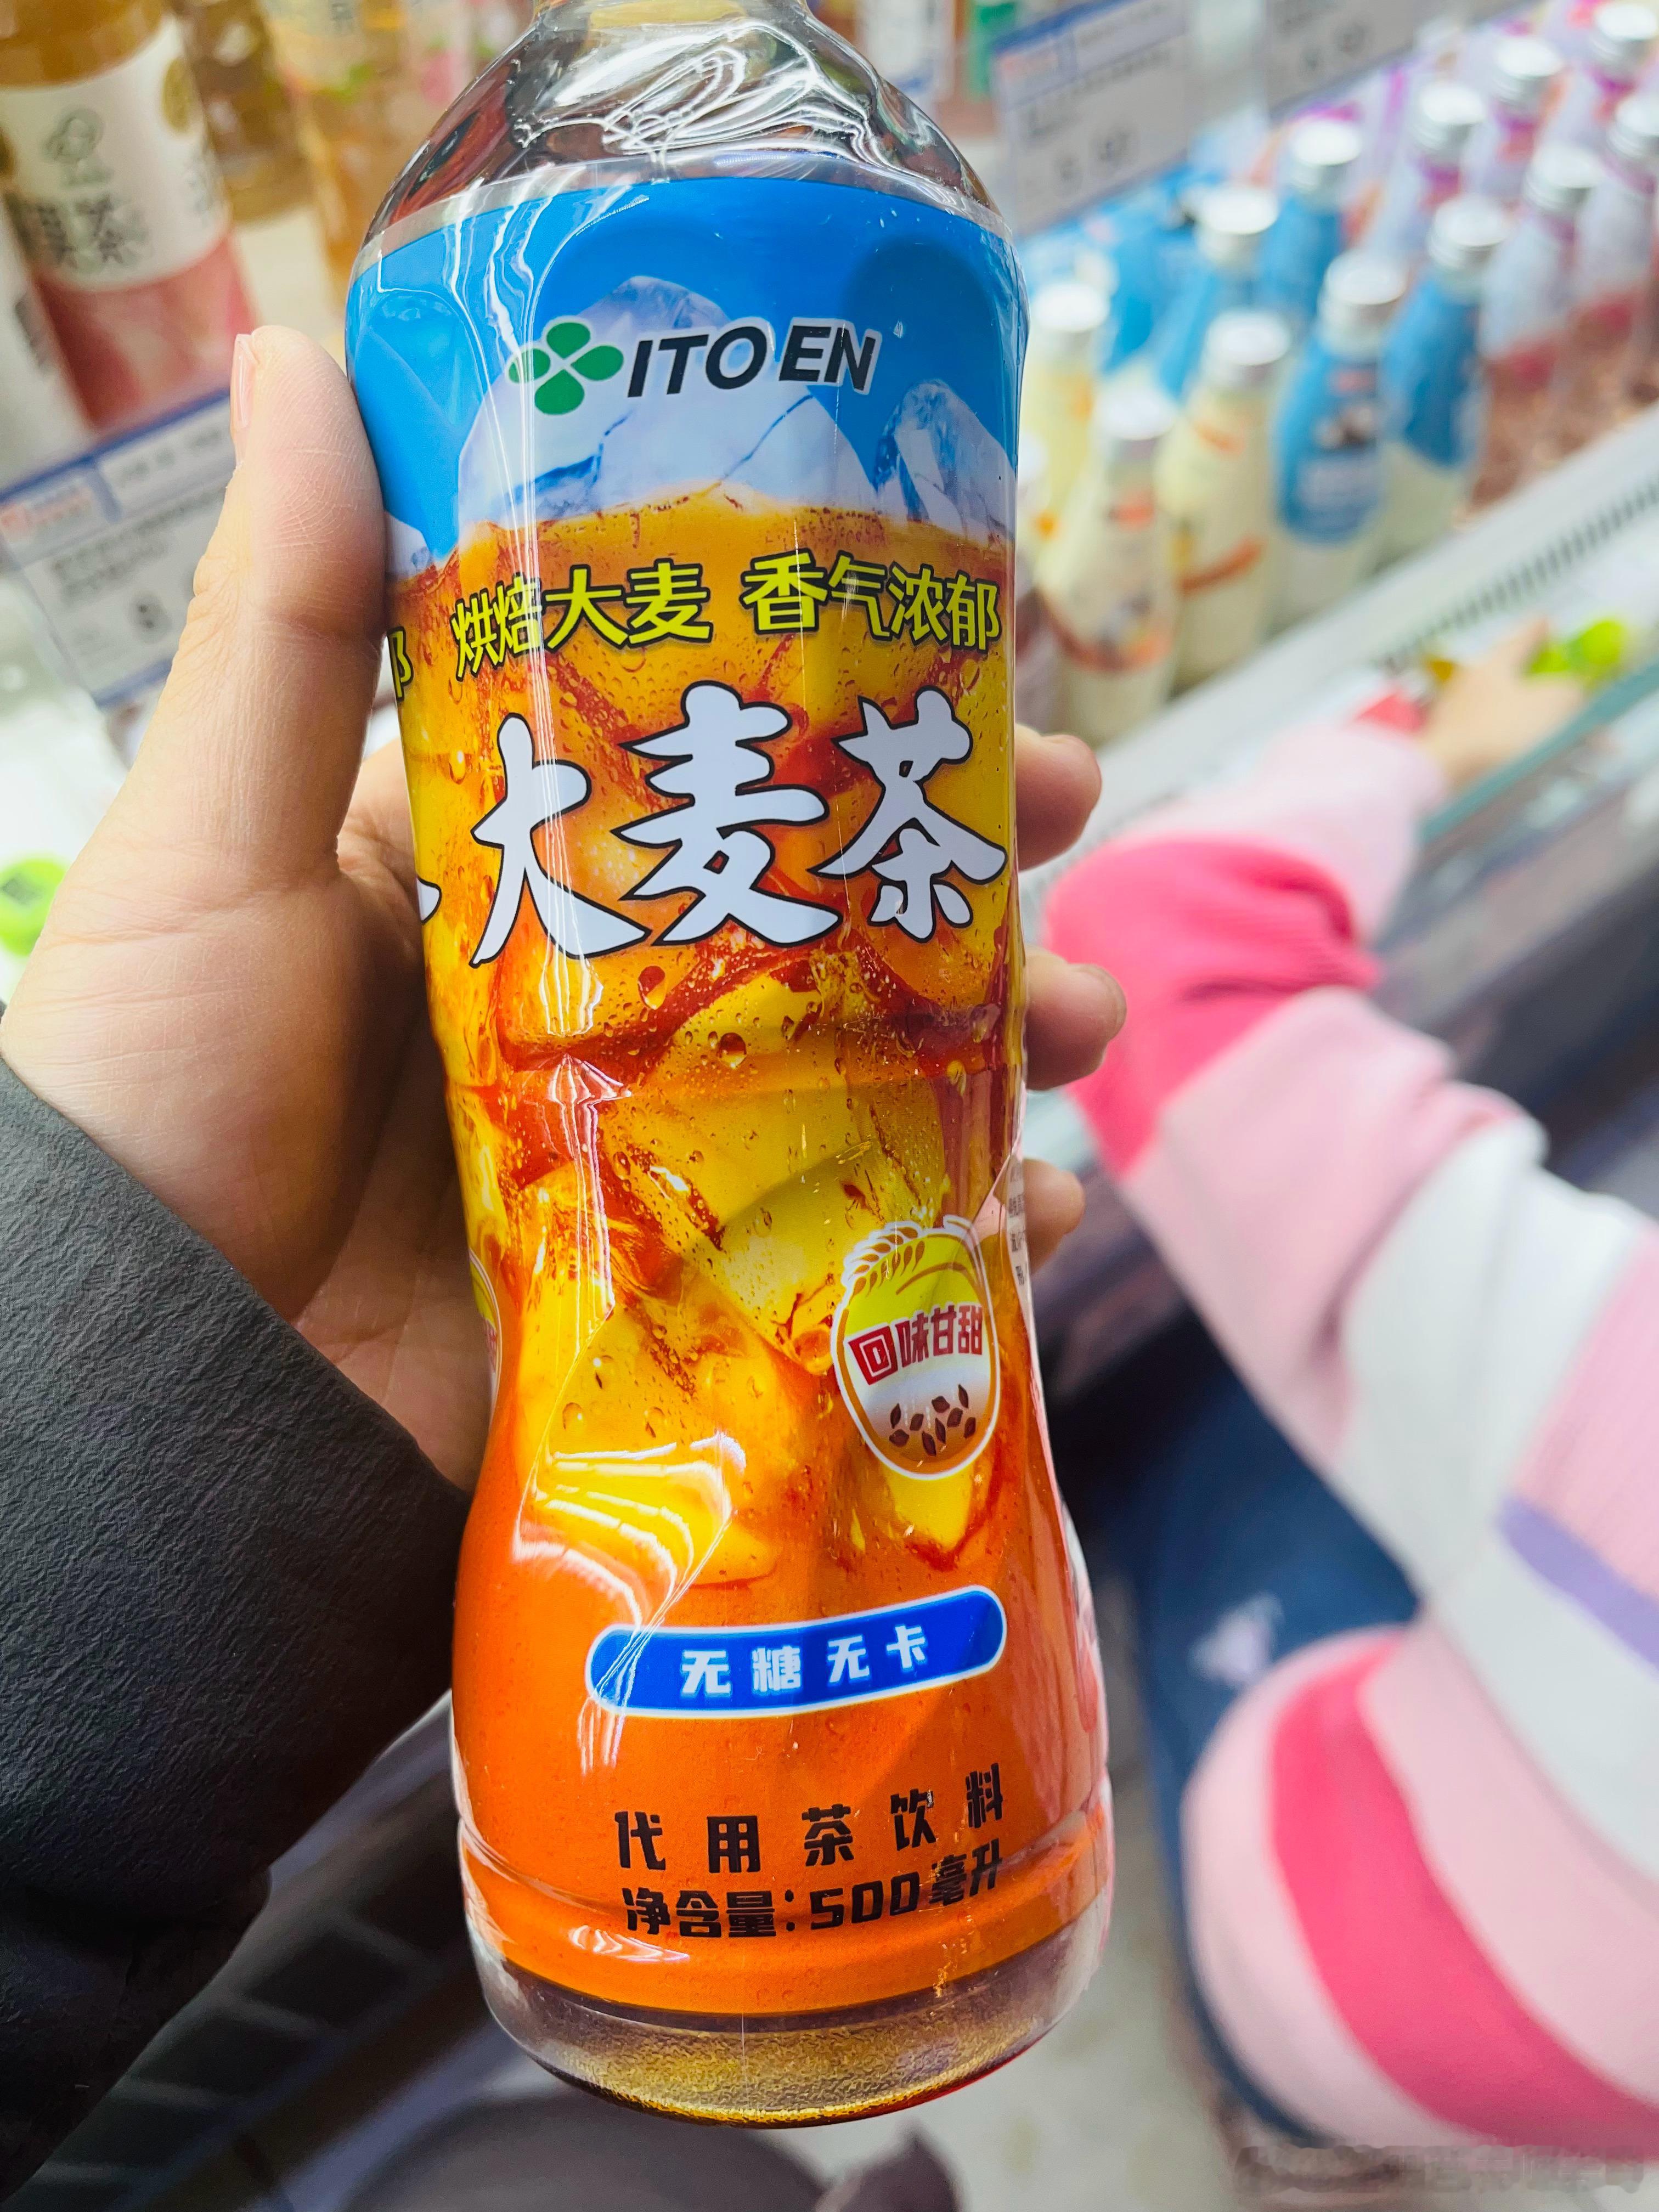 ITO EN
烘焙大麦 香气浓郁
大麦茶
回味甘甜
无糖无卡
代用茶饮料
净含量:500毫升